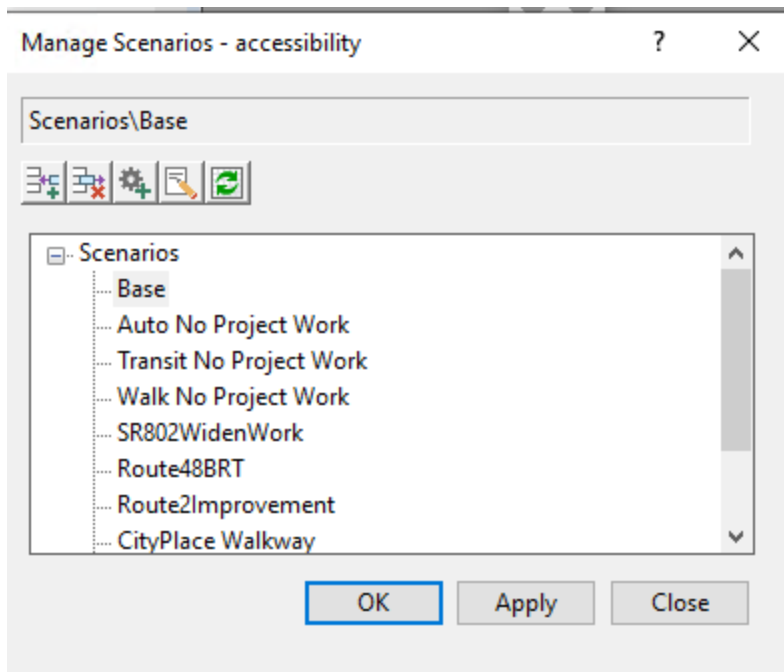 Manage Scenarios - accessibility ?
Scenarios\Base
Scenarios
Base
Auto No Project Work
Transit No Project Work
Walk No Project Work
SR802WidenWork
Route48BRT
Route2Improvement
CityPlace Walkway
OK Apply Close